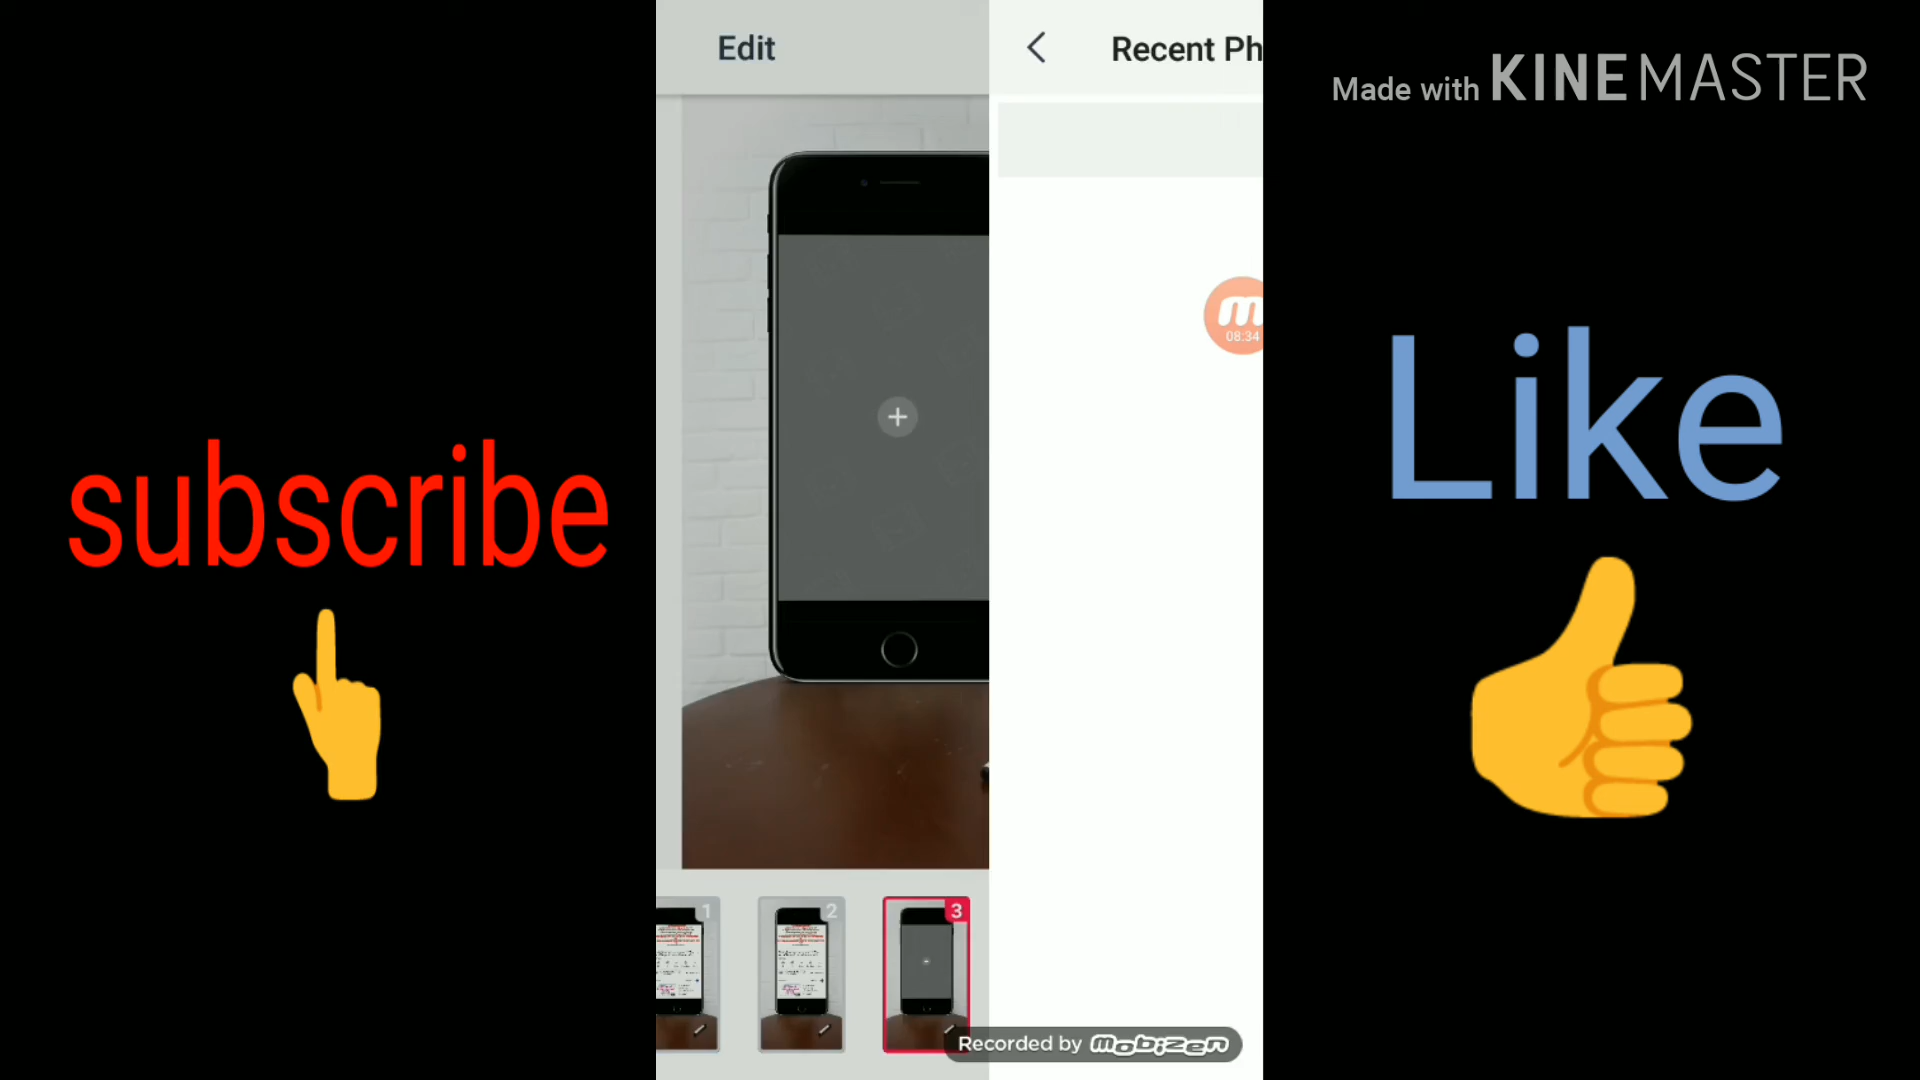 Edit
Recent Ph
Made with KINEMASTER
m
08:34
Like
subscribe
1
2
3
Recorded by Mobizen